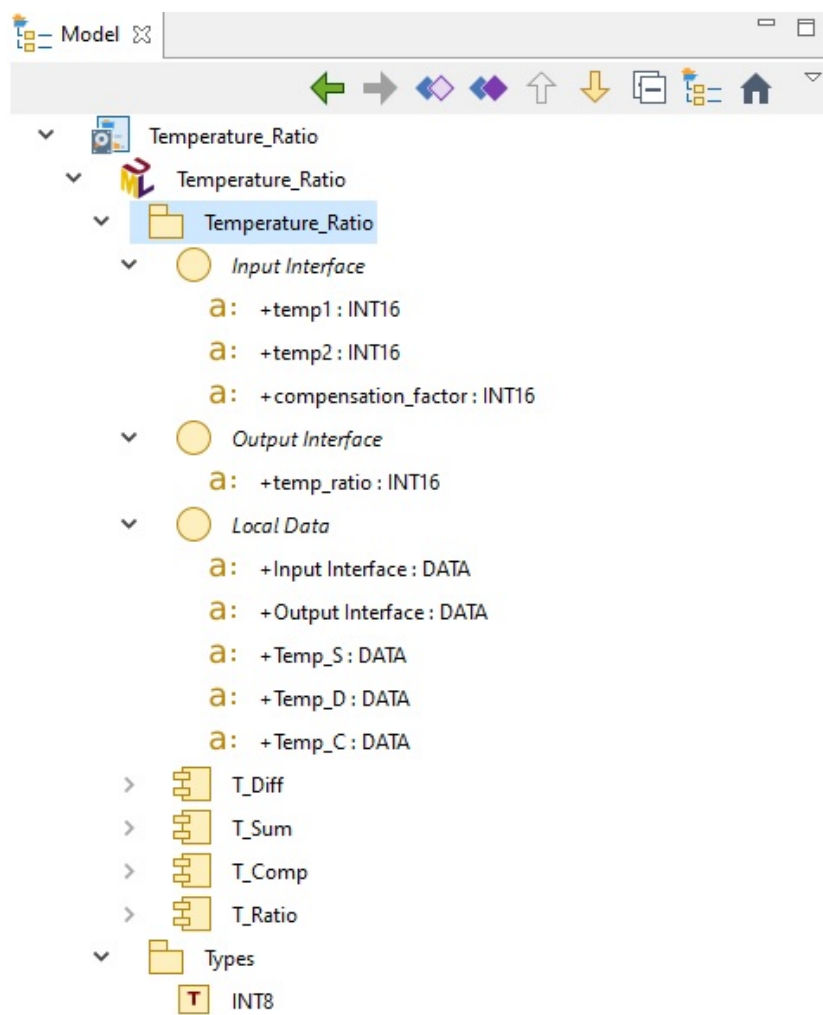 Model
Temperature_Ratio
Temperature_Ratio
Temperature_Ratio
Input Interface
a: +temp1 : INT16
a: +temp2 : INT16
a: +compensation_factor : INT16
Output Interface
a: +temp_ratio : INT16
Local Data
a: +Input Interface : DATA
a: +Output Interface : DATA
a: +Temp_S : DATA
a: +Temp_D : DATA
a: +Temp_C : DATA
T_Diff
T_Sum
T_Comp
T_Ratio
Types
T INT8